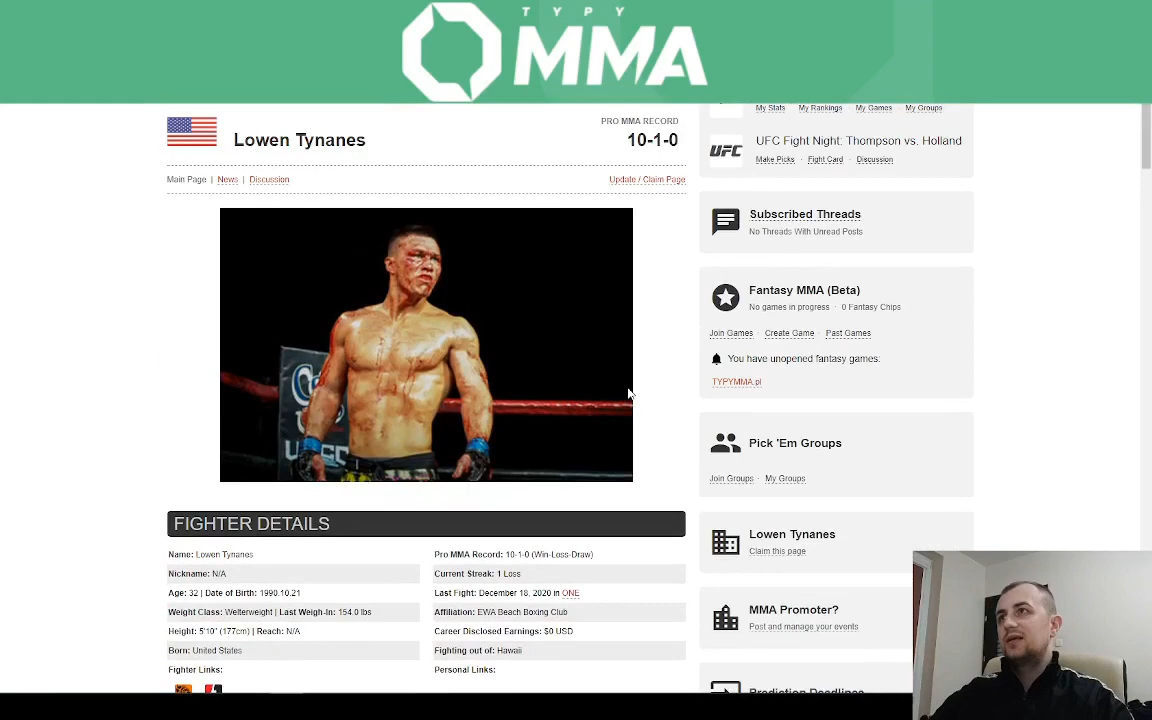 TYPY
MMA
Lowen Tynanes
PRO MMA RECORD
10-1-0
Main Page | News | Discussion
Update / Claim Page
FIGHTER DETAILS
Name: Lowen Tynanes
Pro MMA Record: 10-1-0 (Win-Loss-Draw)
Nickname: N/A
Current Streak: 1 Loss
Age: 32 | Date of Birth: 1990.10.21
Last Fight: December 18, 2020 in ONE
Weight Class: Welterweight | Last Weigh-In: 154.0 lbs
Affiliation: EWA Beach Boxing Club
Height: 5'10" (177cm) | Reach: N/A
Career Disclosed Earnings: $0 USD
Born: United States
Fighting out of: Hawaii
Fighter Links:
Personal Links:
My Stats · My Rankings · My Games · My Groups
UFC
UFC Fight Night: Thompson vs. Holland
Make Picks · Fight Card · Discussion
Subscribed Threads
No Threads With Unread Posts
Fantasy MMA (Beta)
No games in progress · 0 Fantasy Chips
Join Games · Create Game · Past Games
You have unopened fantasy games:
TYPYMMA.pl
Pick 'Em Groups
Join Groups · My Groups
Lowen Tynanes
Claim this page
MMA Promoter?
Post and manage your events
Prediction Deadlines